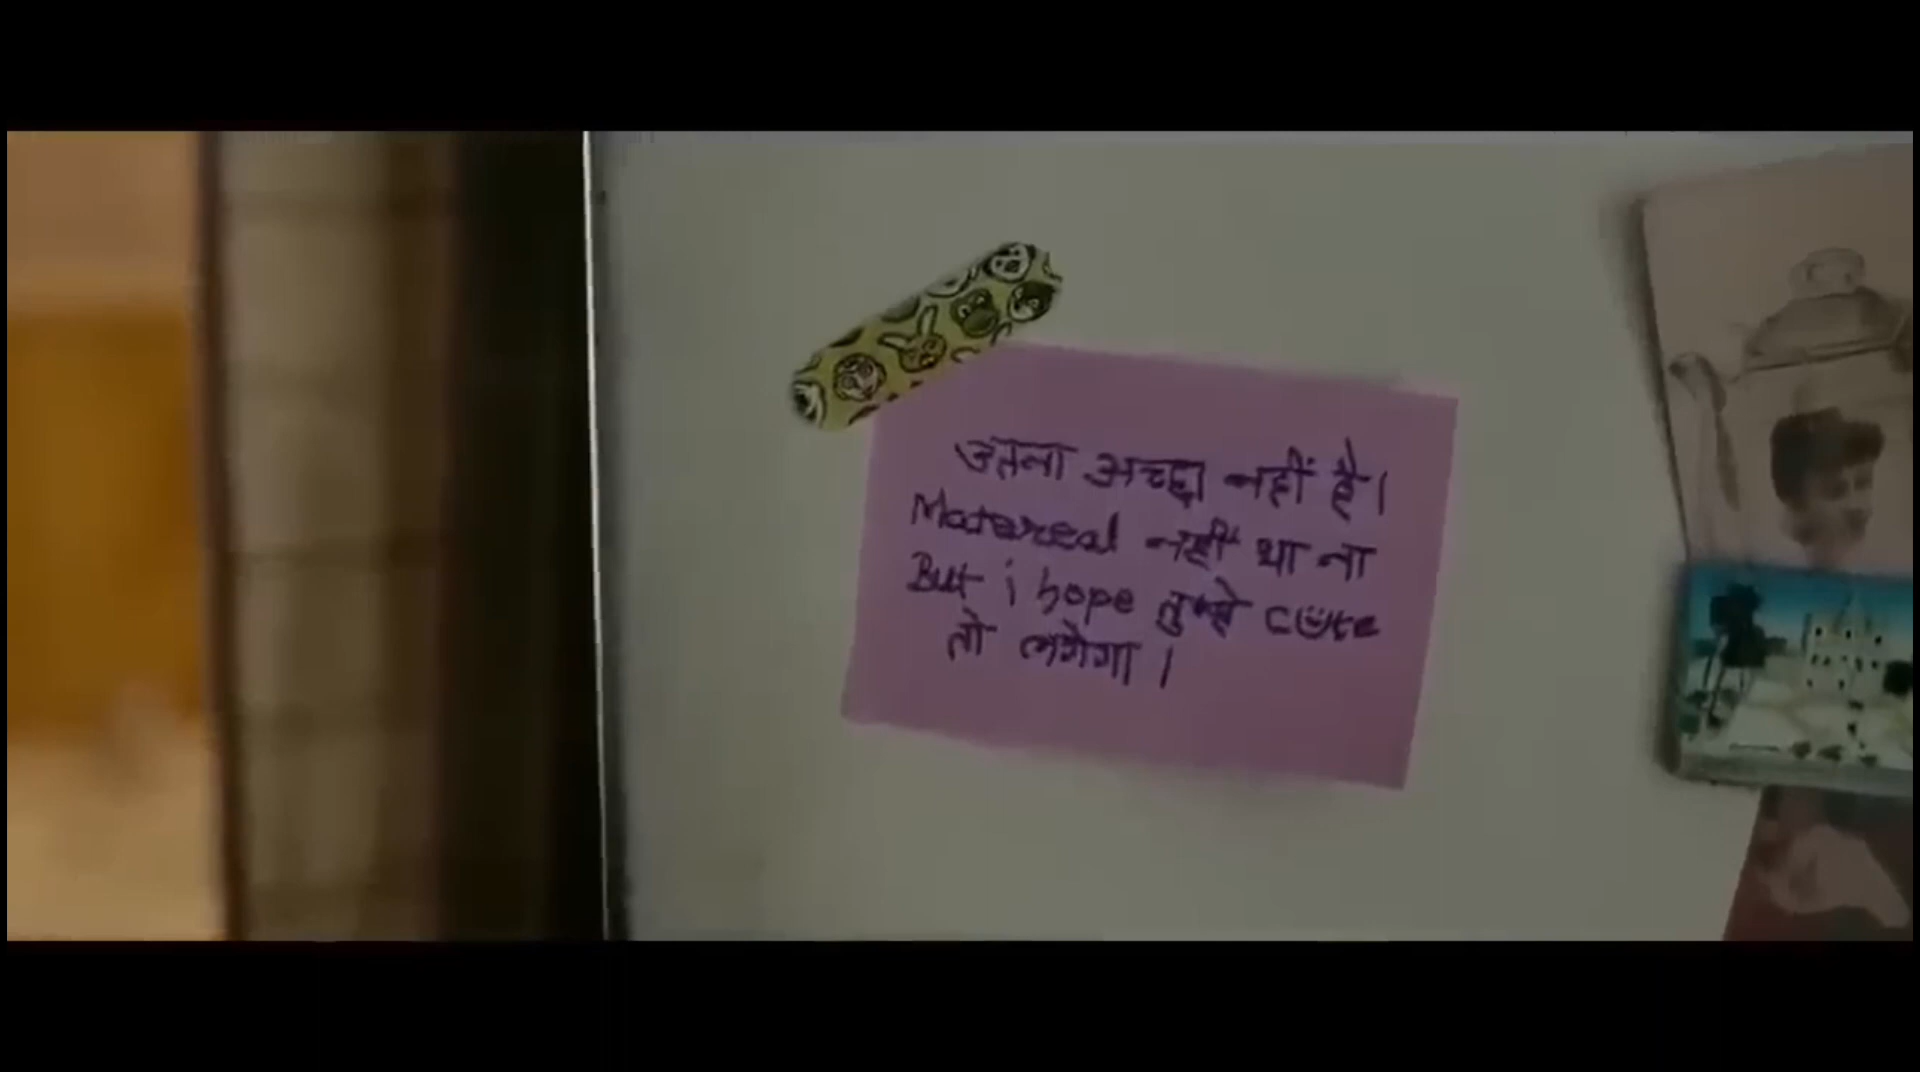 उतना अच्छा नहीं है।
Matereal नहीं था ना
But i hope तुम्हे cute
तो लगेगा।